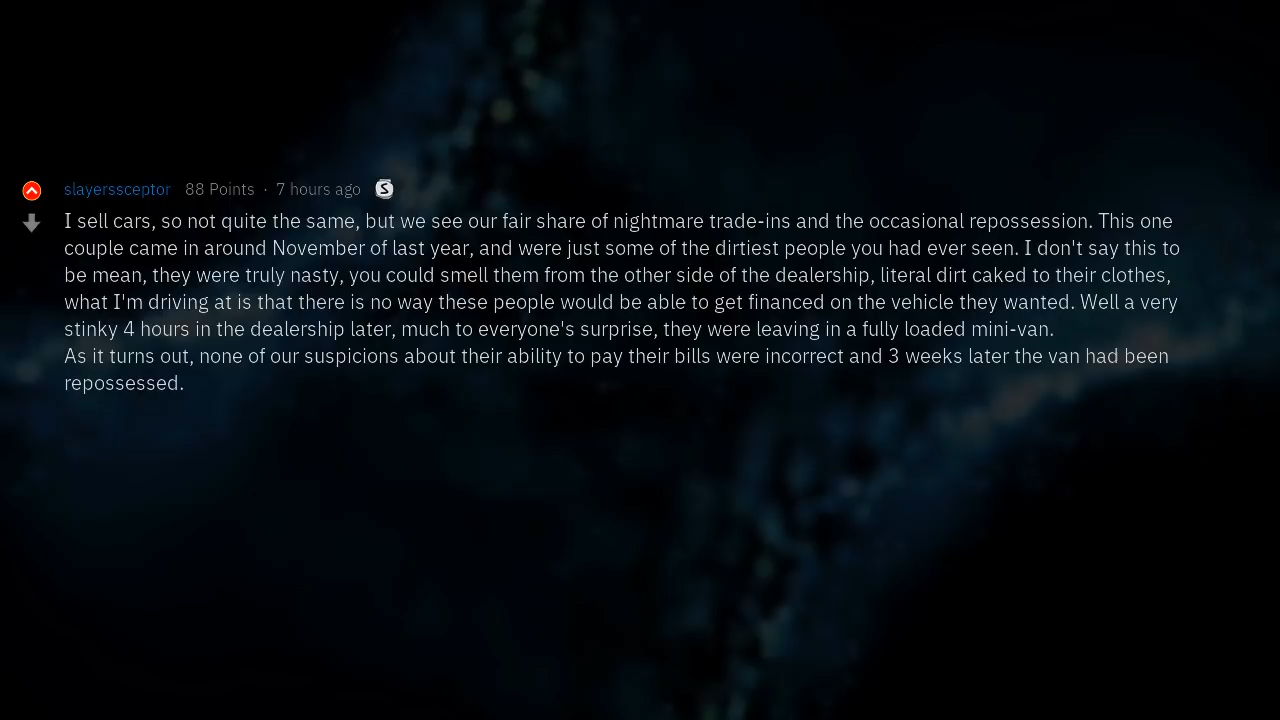 slayerssceptor 88 Points · 7 hours ago S
I sell cars, so not quite the same, but we see our fair share of nightmare trade-ins and the occasional repossession. This one
couple came in around November of last year, and were just some of the dirtiest people you had ever seen. I don't say this to
be mean, they were truly nasty, you could smell them from the other side of the dealership, literal dirt caked to their clothes,
what I'm driving at is that there is no way these people would be able to get financed on the vehicle they wanted. Well a very
stinky 4 hours in the dealership later, much to everyone's surprise, they were leaving in a fully loaded mini-van.
As it turns out, none of our suspicions about their ability to pay their bills were incorrect and 3 weeks later the van had been
repossessed.